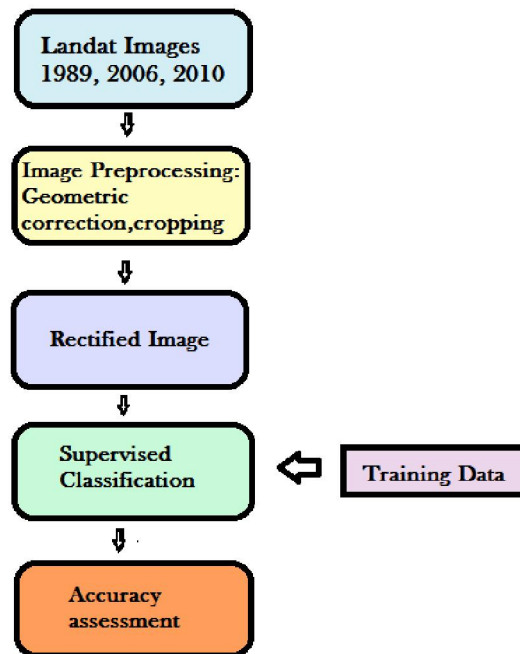 Landat Images
1989, 2006, 2010
Image Preprocessing:
Geometric
correction,cropping
Rectified Image
Supervised
Classification
Training Data
Accuracy
assessment